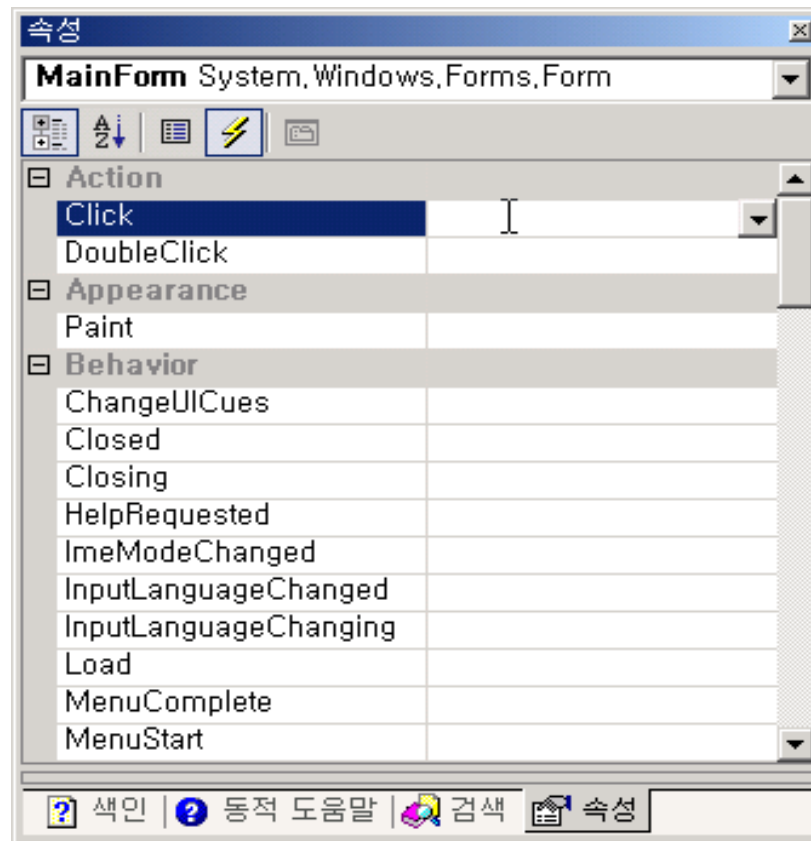 속성
MainForm System.Windows.Forms.Form
Action
Click
DoubleClick
Appearance
Paint
Behavior
ChangeUICues
Closed
Closing
HelpRequested
ImeModeChanged
InputLanguageChanged
InputLanguageChanging
Load
MenuComplete
MenuStart
색인 동적 도움말 검색 속성